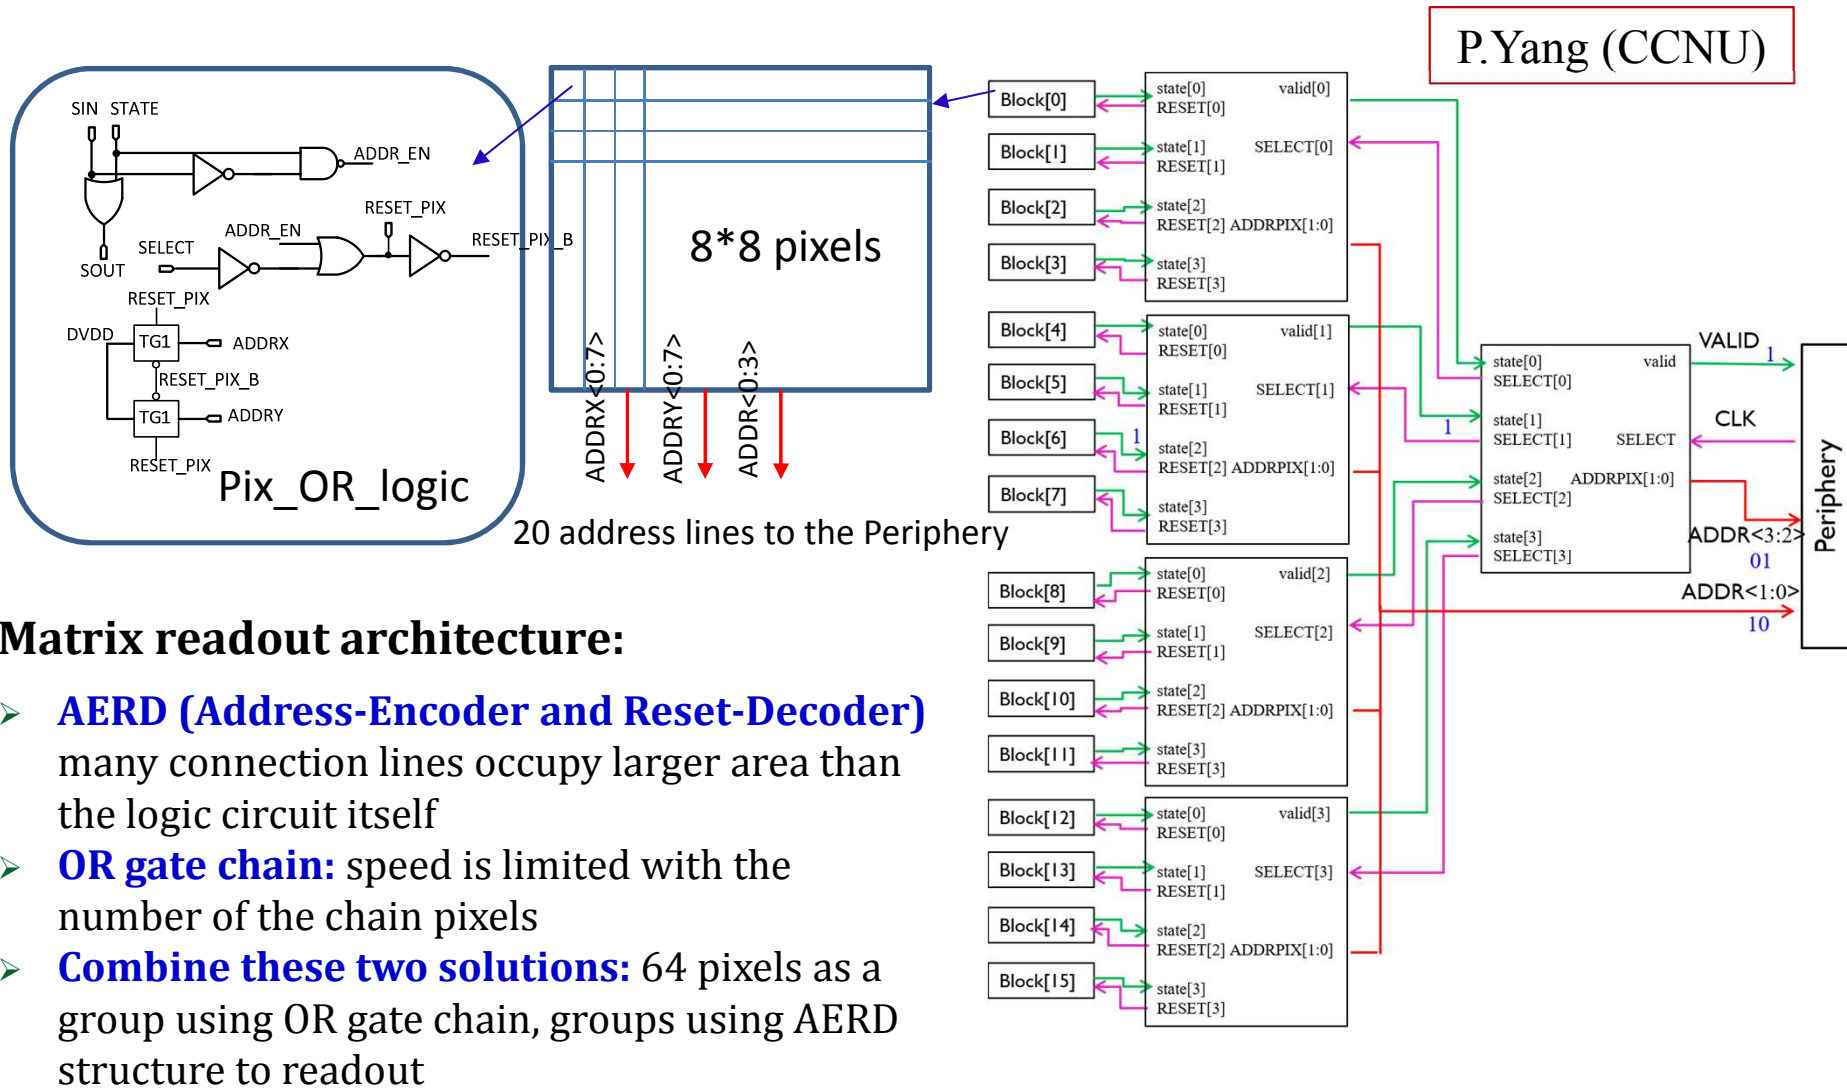 P.Yang (CCNU)
SIN STATE
ADDR_EN
RESET_PIX
ADDR_EN
SELECT
RESET_PIX_B
SOUT
RESET_PIX
DVDD
TG1
ADDRX
RESET_PIX_B
TG1
ADDRY
RESET_PIX
Pix_OR_logic
8*8 pixels
ADDRX<0:7>
ADDRY<0:7>
ADDR<0:3>
20 address lines to the Periphery
Block[0]
Block[1]
Block[2]
Block[3]
state[0] valid[0]
RESET[0]
state[1] SELECT[0]
RESET[1]
state[2]
RESET[2] ADDRPIX[1:0]
state[3]
RESET[3]
Block[4]
Block[5]
Block[6]
Block[7]
1
state[0] valid[1]
RESET[0]
state[1] SELECT[1]
RESET[1]
state[2]
RESET[2] ADDRPIX[1:0]
state[3]
RESET[3]
Block[8]
Block[9]
Block[10]
Block[11]
state[0] valid[2]
RESET[0]
state[1] SELECT[2]
RESET[1]
state[2]
RESET[2] ADDRPIX[1:0]
state[3]
RESET[3]
Block[12]
Block[13]
Block[14]
Block[15]
state[0] valid[3]
RESET[0]
state[1] SELECT[3]
RESET[1]
state[2]
RESET[2] ADDRPIX[1:0]
state[3]
RESET[3]
1
state[0] valid
SELECT[0]
state[1]
SELECT[1] SELECT
state[2] ADDRPIX[1:0]
SELECT[2]
state[3]
SELECT[3]
VALID
1
CLK
ADDR<3:2>
01
ADDR<1:0>
10
Periphery
Matrix readout architecture:
➢ AERD (Address-Encoder and Reset-Decoder)
many connection lines occupy larger area than
the logic circuit itself
➢ OR gate chain: speed is limited with the
number of the chain pixels
➢ Combine these two solutions: 64 pixels as a
group using OR gate chain, groups using AERD
structure to readout